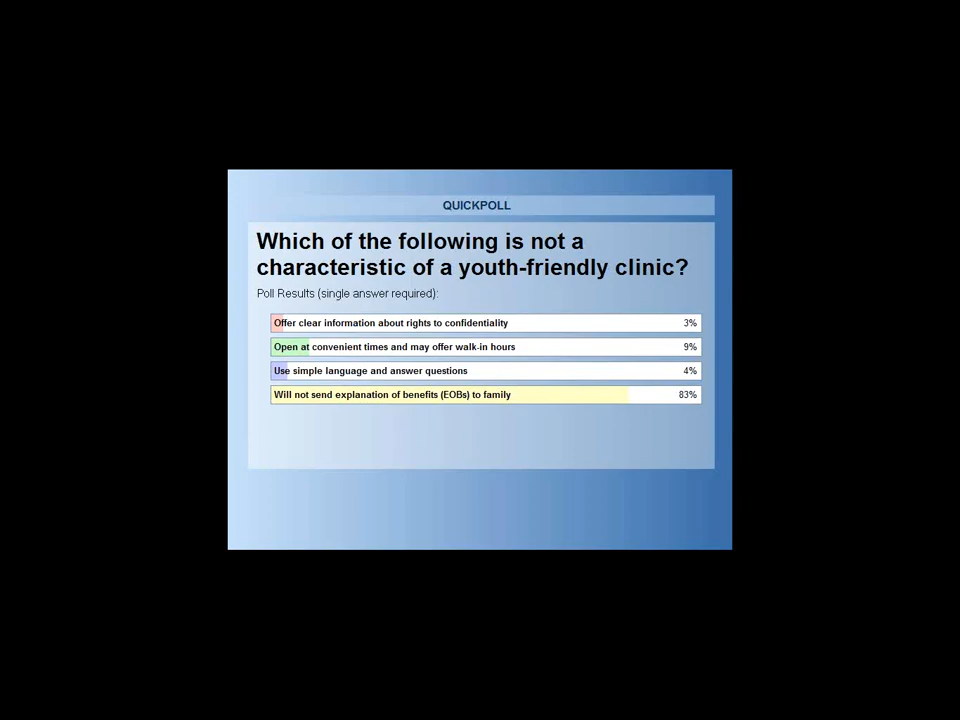 QUICKPOLL
Which of the following is not a
characteristic of a youth-friendly clinic?
Poll Results (single answer required):
Offer clear information about rights to confidentiality 3%
Open at convenient times and may offer walk-in hours 9%
Use simple language and answer questions 4%
Will not send explanation of benefits (EOBs) to family 83%